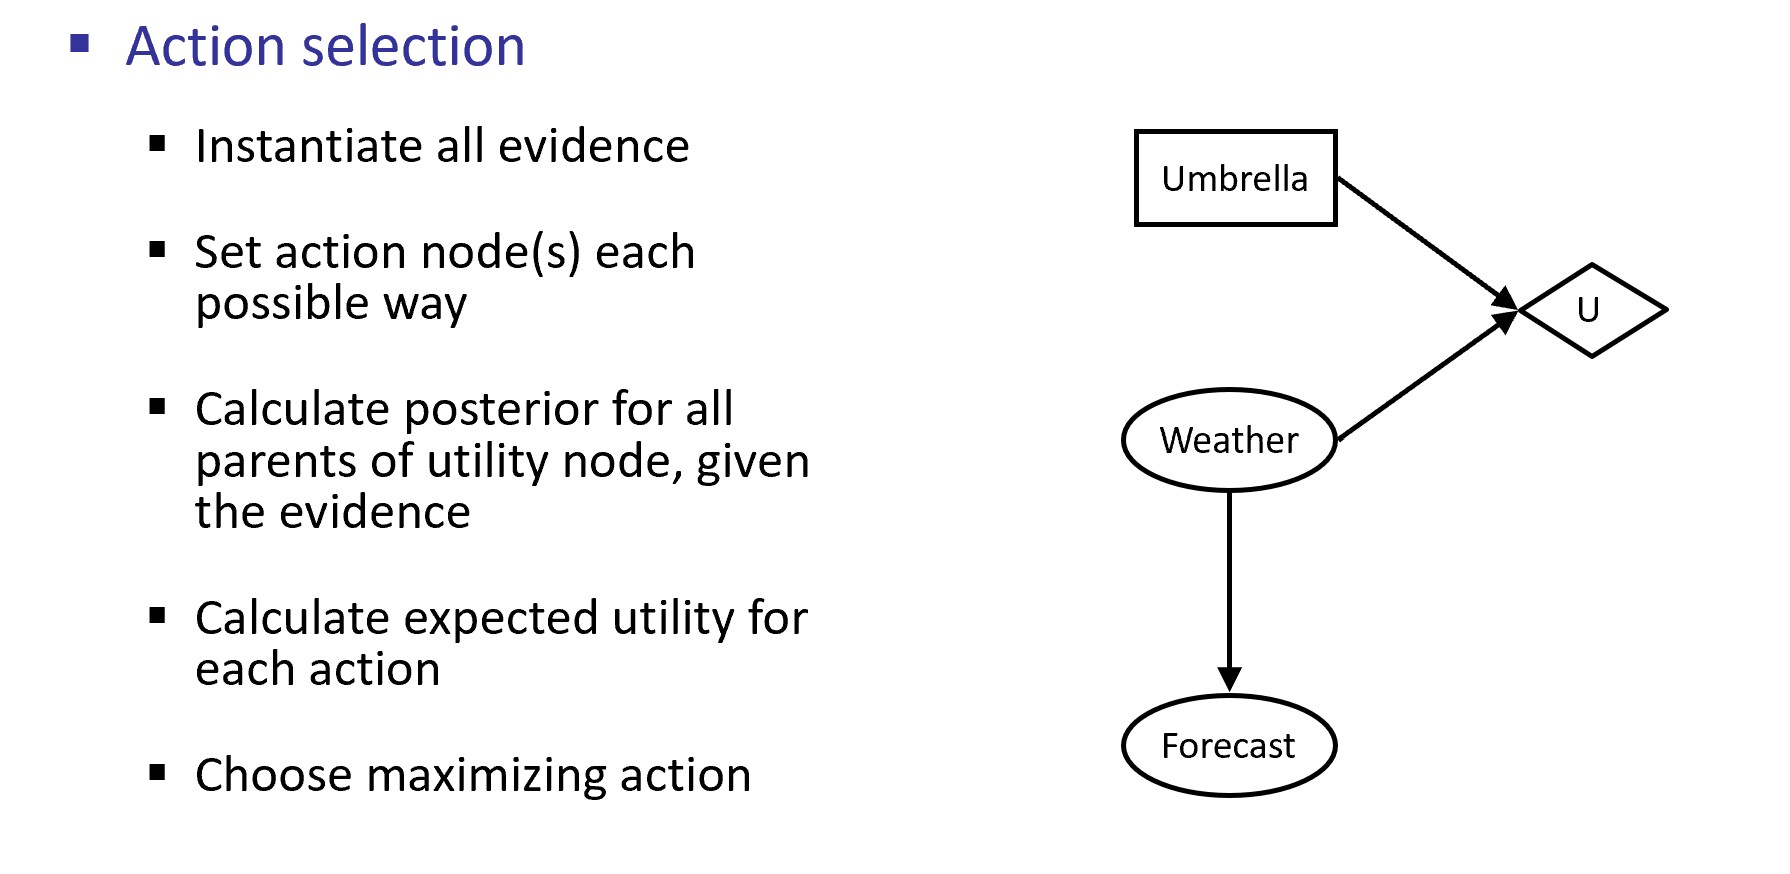 Action selection
Instantiate all evidence
Set action node(s) each
possible way
Calculate posterior for all
parents of utility node, given
the evidence
Calculate expected utility for
each action
Choose maximizing action
Umbrella
U
Weather
Forecast